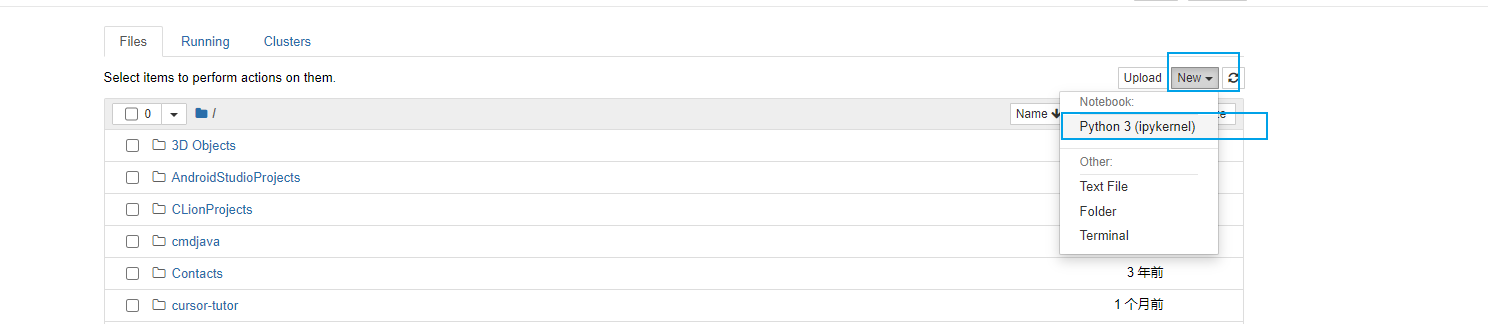 Files Running Clusters
Select items to perform actions on them.
Upload New
0 / Name
Notebook:
Python 3 (ipykernel)
Other:
Text File
Folder
Terminal
3D Objects
AndroidStudioProjects
CLionProjects
cmdjava
Contacts 3 年前
cursor-tutor 1 个月前